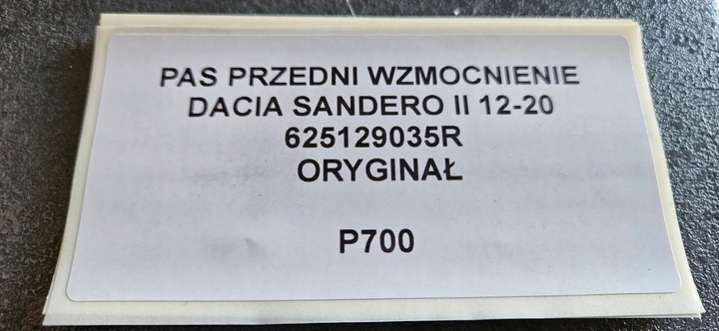 PAS PRZEDNI WZMOCNIENIE
DACIA SANDERO II 12-20
625129035R
ORYGINAŁ
P700